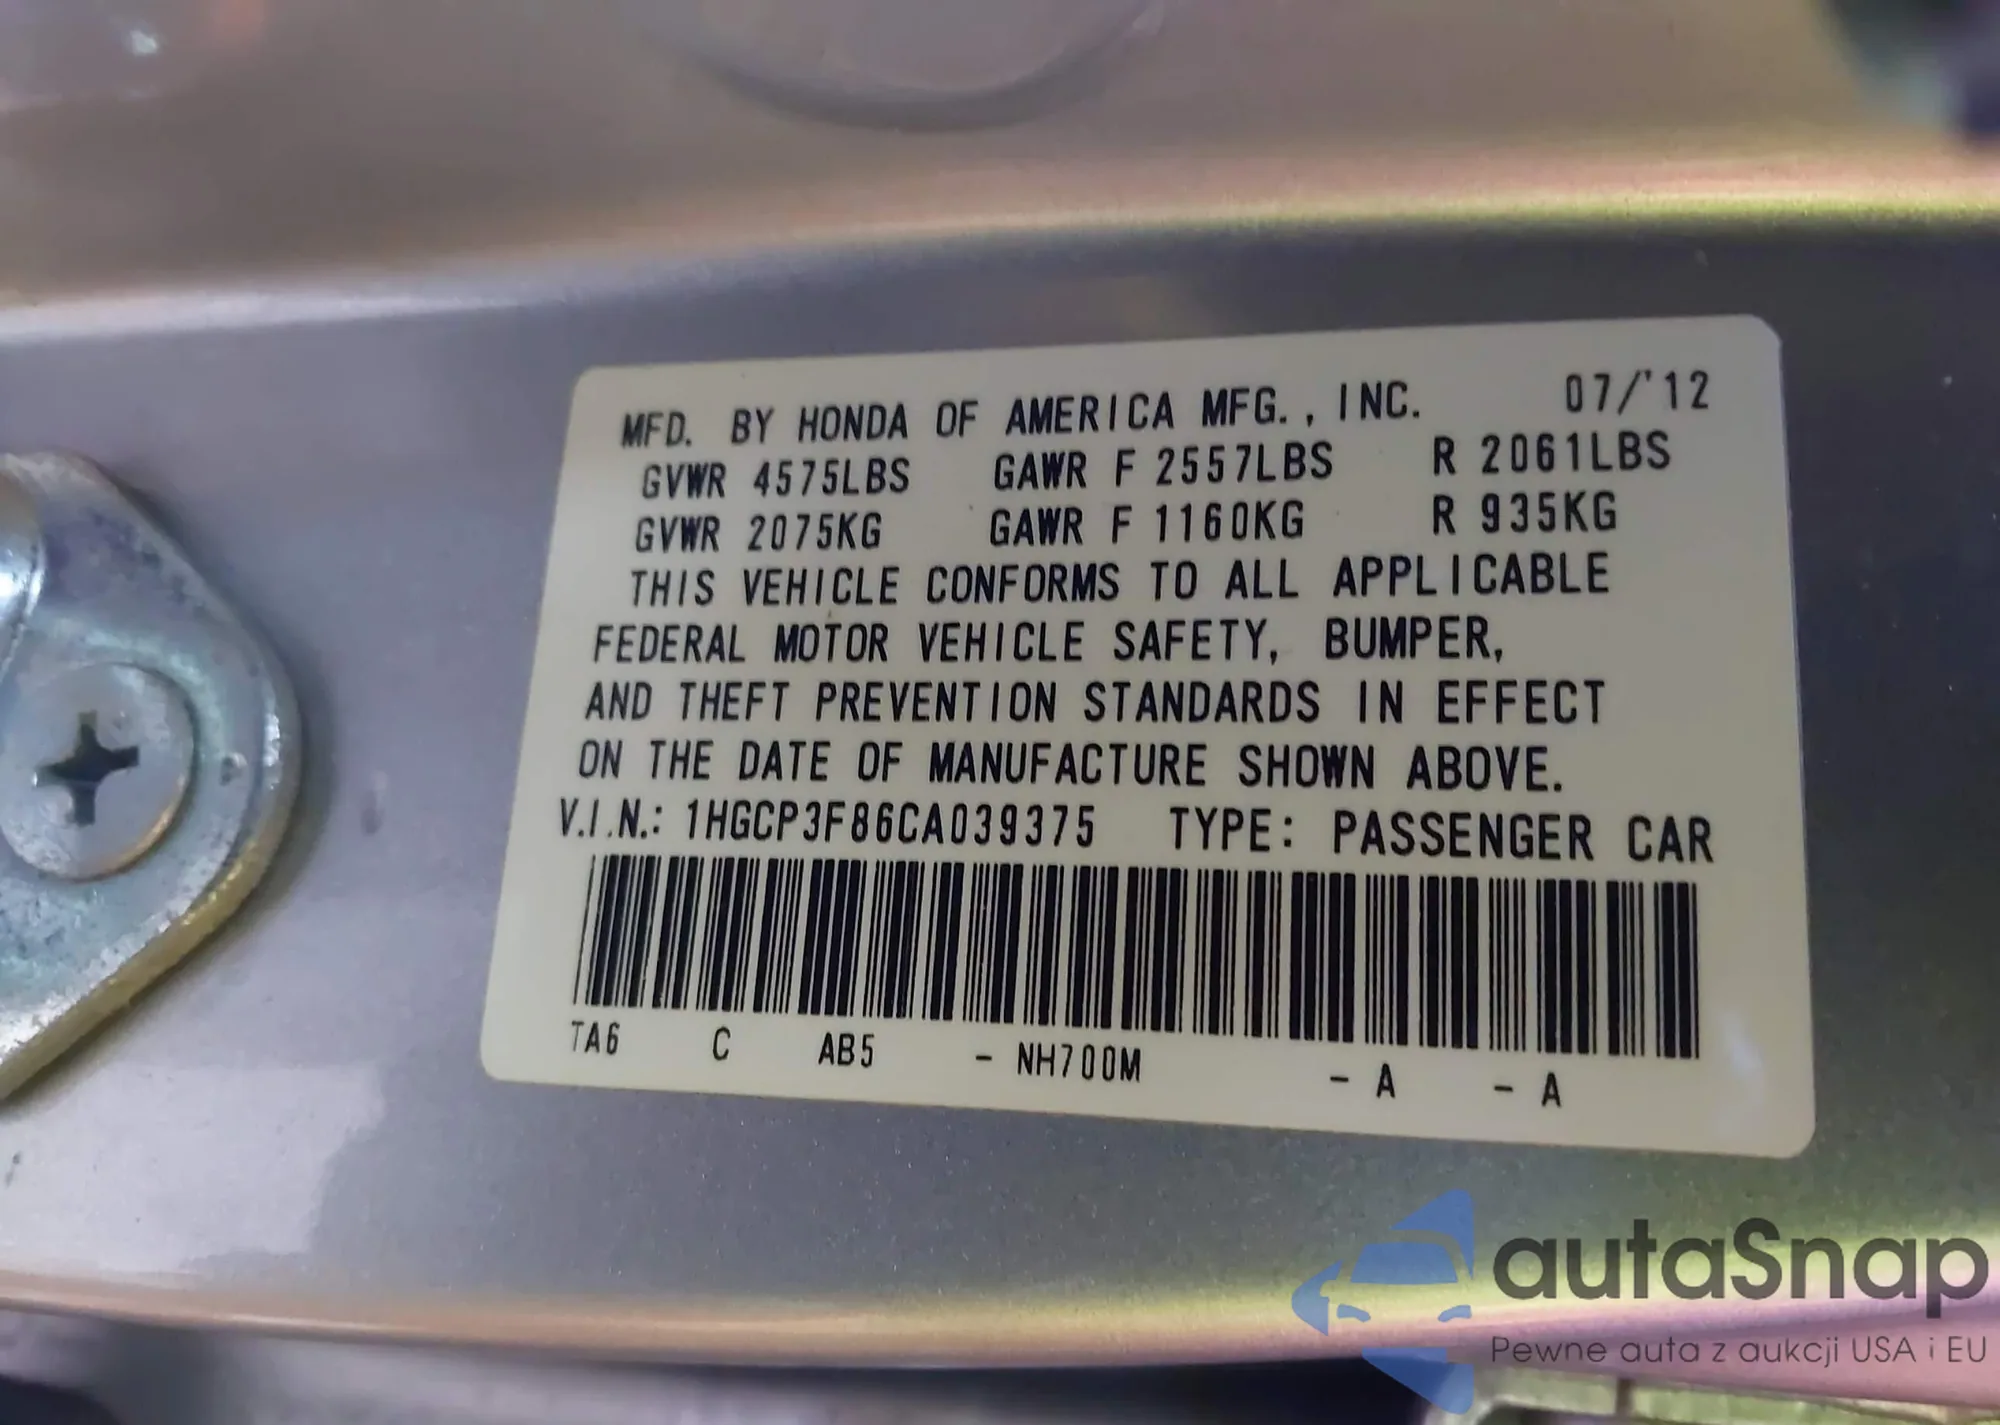 MFD. BY HONDA OF AMERICA MFG., INC. 07/'12
GVWR 4575LBS GAWR F 2557LBS R 2061LBS
GVWR 2075KG GAWR F 1160KG R 935KG
THIS VEHICLE CONFORMS TO ALL APPLICABLE
FEDERAL MOTOR VEHICLE SAFETY, BUMPER,
AND THEFT PREVENTION STANDARDS IN EFFECT
ON THE DATE OF MANUFACTURE SHOWN ABOVE.
V.I.N.: 1HGCP3F86CA039375 TYPE: PASSENGER CAR
TA6 C AB5 - NH700M - A - A
autaSnap
Pewne auta z aukcji USA i EU